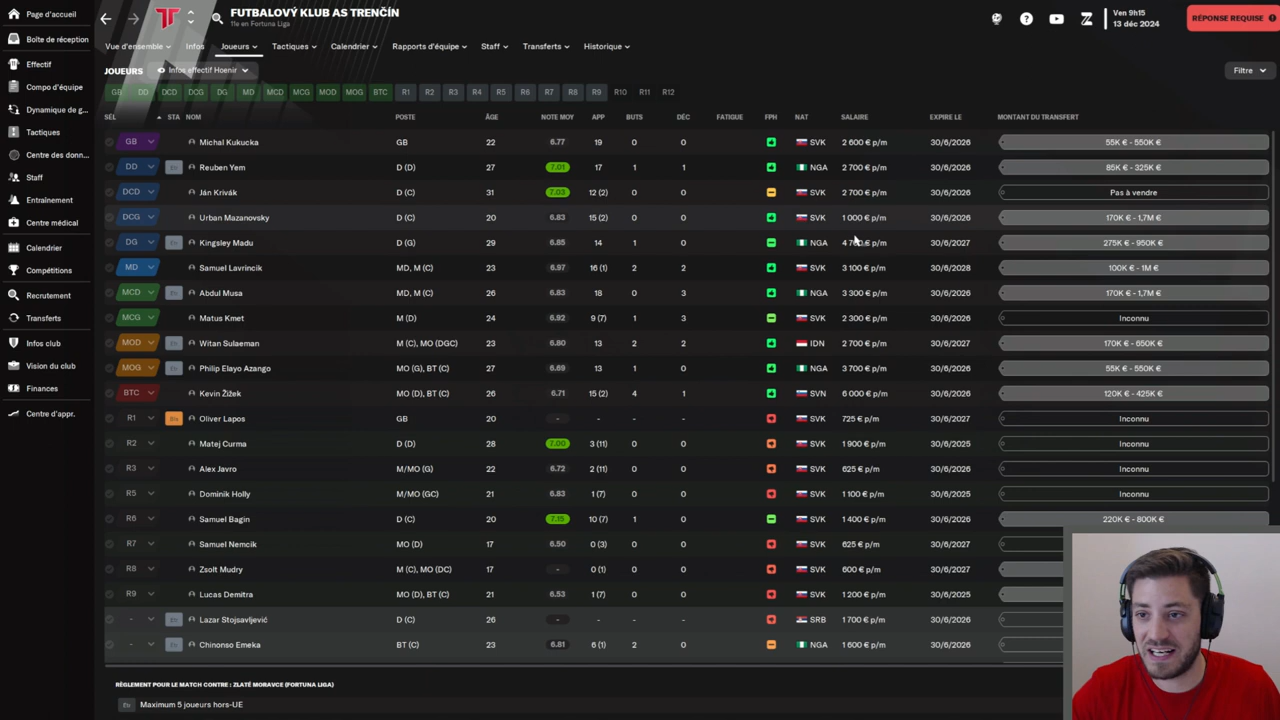 Page d'accueil
FUTBALOVÝ KLUB AS TRENČÍN
11e en Fortuna Liga
Ven 9h15
13 déc 2024
RÉPONSE REQUISE
Boîte de réception
Vue d'ensemble Infos Joueurs Tactiques Calendrier Rapports d'équipe Staff Transferts Historique
Effectif
JOUEURS Infos effectif Hoenir Filtre
Compo d'équipe
GB DD DCD DCG DG MD MCD MCG MOD MOG BTC R1 R2 R3 R4 R5 R6 R7 R8 R9 R10 R11 R12
Dynamique de g...
SÉL STA NOM POSTE ÂGE NOTE MOY APP BUTS DÉC FATIGUE FPH NAT SALAIRE EXPIRE LE MONTANT DU TRANSFERT
Tactiques
GB Michal Kukucka GB 22 6.77 19 0 0 SVK 2 600 € p/m 30/6/2026 55K € - 550K €
Centre des donn...
DD Etr Reuben Yem D (D) 27 7.01 17 1 1 NGA 2 700 € p/m 30/6/2026 85K € - 325K €
Staff
DCD Ján Krivák D (C) 31 7.03 12 (2) 0 0 SVK 2 700 € p/m 30/6/2026 Pas à vendre
Entraînement
DCG Urban Mazanovsky D (C) 20 6.83 15 (2) 0 0 SVK 1 000 € p/m 30/6/2026 170K € - 1,7M €
Centre médical
DG Etr Kingsley Madu D (G) 29 6.85 14 1 0 NGA 4 € p/m 30/6/2027 275K € - 950K €
Calendrier
MD Samuel Lavrincik MD, M (C) 23 6.97 16 (1) 2 2 SVK 3 100 € p/m 30/6/2028 100K € - 1M €
Compétitions
MCD Etr Abdul Musa MD, M (C) 26 6.83 18 0 3 NGA 3 300 € p/m 30/6/2026 170K € - 1,7M €
Recrutement
MCG Matus Kmet M (D) 24 6.92 9 (7) 1 3 SVK 2 300 € p/m 30/6/2026 Inconnu
Transferts
MOD Etr Witan Sulaeman M (C), MO (DGC) 23 6.80 13 2 2 IDN 2 700 € p/m 30/6/2027 170K € - 650K €
Infos club
MOG Etr Philip Elayo Azango MO (G), BT (C) 27 6.69 13 1 0 NGA 3 700 € p/m 30/6/2026 55K € - 550K €
Vision du club
BTC Kevin Žižek MO (D), BT (C) 26 6.71 15 (2) 4 1 SVN 6 000 € p/m 30/6/2026 120K € - 425K €
Finances
R1 Oliver Lapos GB 20 - - - - SVK 725 € p/m 30/6/2027 Inconnu
Centre d'appr.
R2 Matej Curma D (D) 28 7.00 3 (11) 0 0 SVK 1 900 € p/m 30/6/2025 Inconnu
R3 Alex Javro M/MO (G) 22 6.72 2 (11) 0 0 SVK 625 € p/m 30/6/2026 Inconnu
R5 Dominik Holly M/MO (GC) 21 6.83 1 (7) 0 0 SVK 1 100 € p/m 30/6/2025 Inconnu
R6 Samuel Bagin D (C) 20 7.15 10 (7) 1 0 SVK 1 400 € p/m 30/6/2026 220K € - 800K €
R7 Samuel Nemcik MO (D) 17 6.50 0 (3) 0 0 SVK 625 € p/m 30/6/2027
R8 Zsolt Mudry M (C), MO (DC) 17 - 0 (1) 0 0 SVK 600 € p/m 30/6/2027
R9 Lucas Demitra MO (D), BT (C) 21 6.53 1 (7) 0 0 SVK 1 200 € p/m 30/6/2026
- Etr Lazar Stojsavljević D (C) 26 - - - - SRB 1 700 € p/m 30/6/2026
- Etr Chinonso Emeka BT (C) 23 6.81 6 (1) 2 0 NGA 1 600 € p/m 30/6/2026
RÈGLEMENT POUR LE MATCH CONTRE : ZLATÉ MORAVCE (FORTUNA LIGA)
Etr Maximum 5 joueurs hors-UE